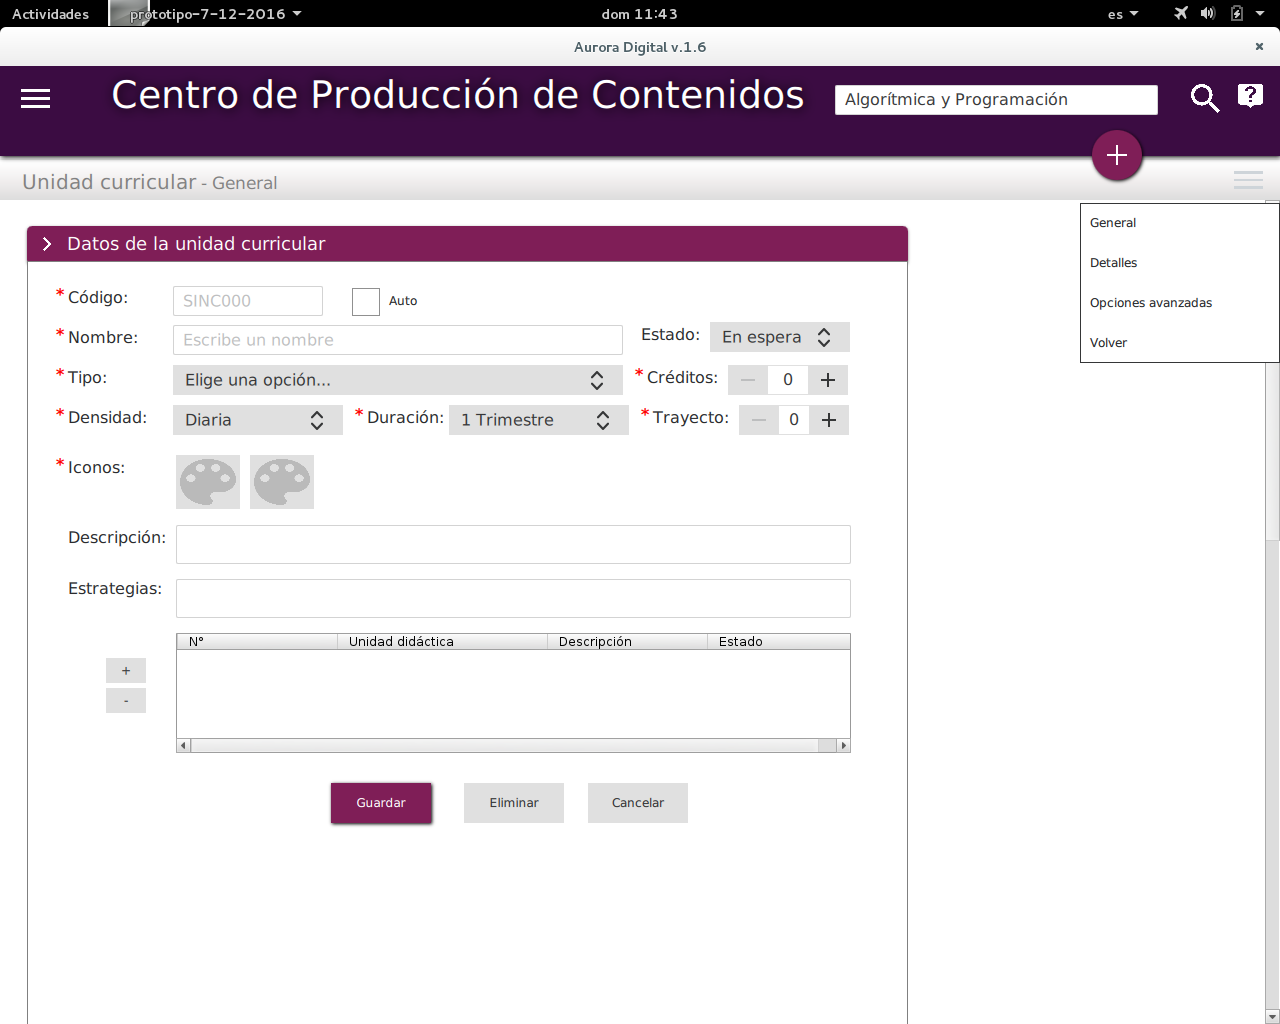 Actividades prototipo-7-12-2016 dom 11:43 es
Aurora Digital v.1.6 ×
Centro de Producción de Contenidos Algorítmica y Programación ?
+
Unidad curricular - General
General
Detalles
Opciones avanzadas
Volver
Datos de la unidad curricular
* Código: SINC000 Auto
* Nombre: Escribe un nombre Estado: En espera
* Tipo: Elige una opción... * Créditos: — 0 +
* Densidad: Diaria * Duración: 1 Trimestre * Trayecto: — 0 +
* Iconos:
Descripción:
Estrategias:
N° Unidad didáctica Descripción Estado
+
-
Guardar Eliminar Cancelar